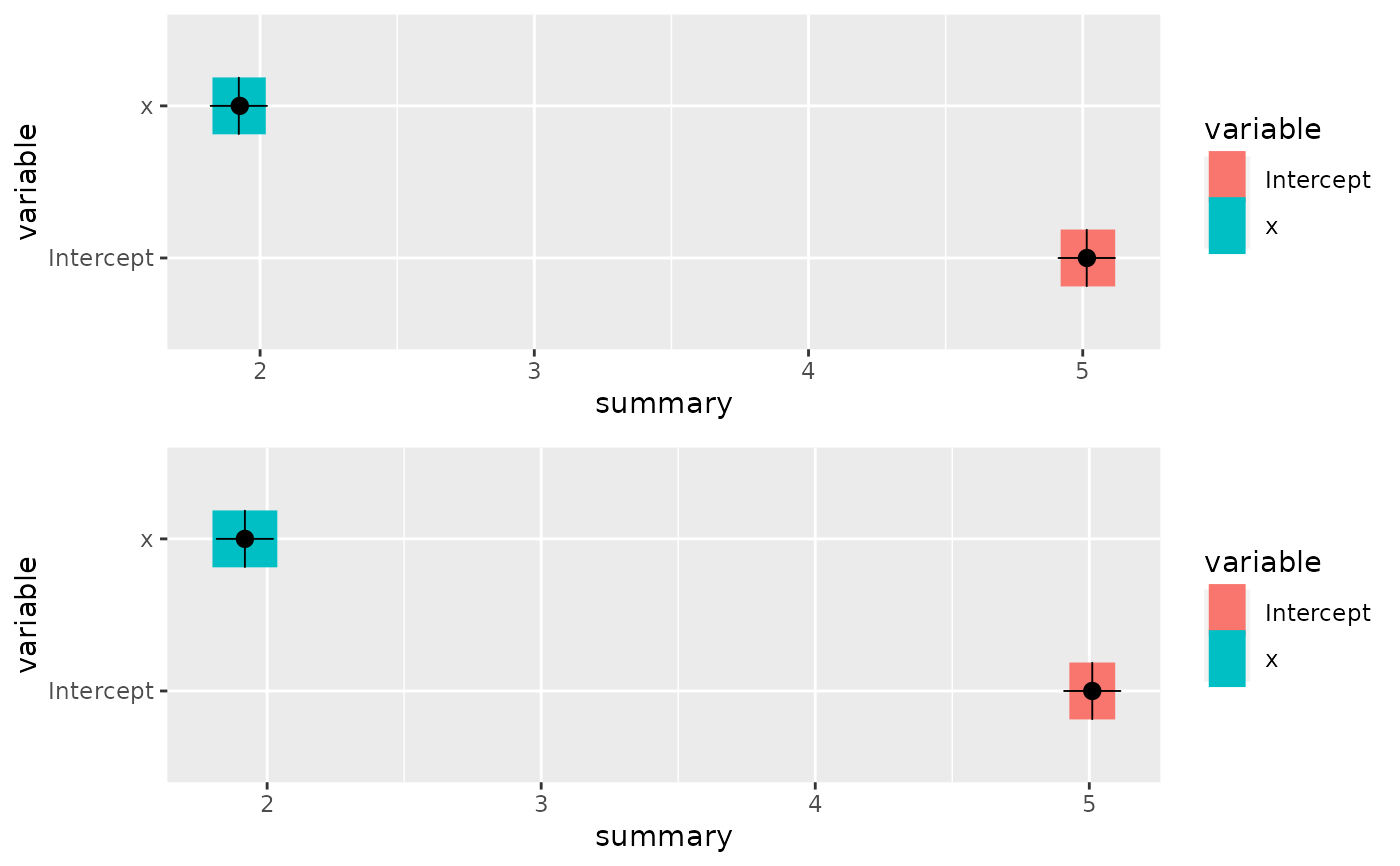 variable
x
Intercept
2 3 4 5
summary
variable
Intercept
x
variable
x
Intercept
2 3 4 5
summary
variable
Intercept
x